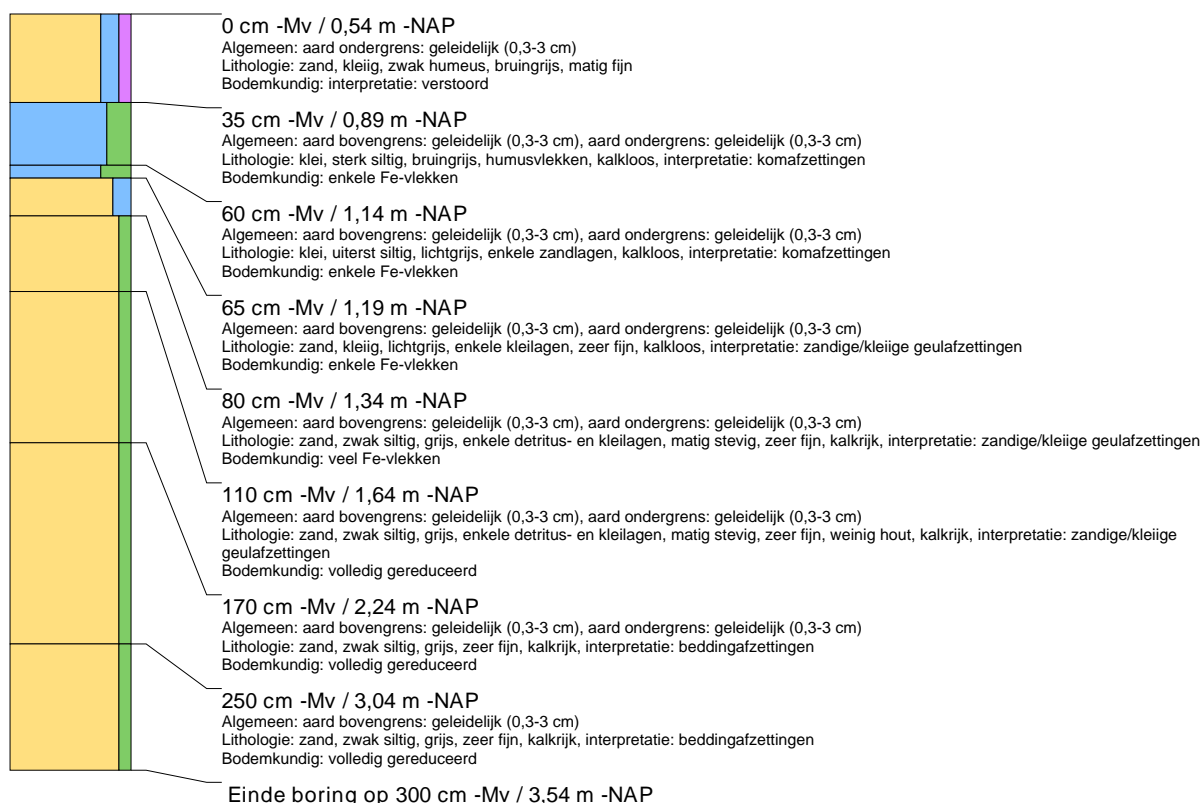 0 cm -Mv / 0,54 m -NAP
Algemeen: aard ondergrens: geleidelijk (0,3-3 cm)
Lithologie: zand, kleiig, zwak humeus, bruingrijs, matig fijn
Bodemkundig: interpretatie: verstoord
35 cm -Mv / 0,89 m -NAP
Algemeen: aard bovengrens: geleidelijk (0,3-3 cm), aard ondergrens: geleidelijk (0,3-3 cm)
Lithologie: klei, sterk siltig, bruingrijs, humusvlekken, kalkloos, interpretatie: komafzettingen
Bodemkundig: enkele Fe-vlekken
60 cm -Mv / 1,14 m -NAP
Algemeen: aard bovengrens: geleidelijk (0,3-3 cm), aard ondergrens: geleidelijk (0,3-3 cm)
Lithologie: klei, uiterst siltig, lichtgrijs, enkele zandlagen, kalkloos, interpretatie: komafzettingen
Bodemkundig: enkele Fe-vlekken
65 cm -Mv / 1,19 m -NAP
Algemeen: aard bovengrens: geleidelijk (0,3-3 cm), aard ondergrens: geleidelijk (0,3-3 cm)
Lithologie: zand, kleiig, lichtgrijs, enkele kleilagen, zeer fijn, kalkloos, interpretatie: zandige/kleiige geulafzettingen
Bodemkundig: enkele Fe-vlekken
80 cm -Mv / 1,34 m -NAP
Algemeen: aard bovengrens: geleidelijk (0,3-3 cm), aard ondergrens: geleidelijk (0,3-3 cm)
Lithologie: zand, zwak siltig, grijs, enkele detritus- en kleilagen, matig stevig, zeer fijn, kalkrijk, interpretatie: zandige/kleiige geulafzettingen
Bodemkundig: veel Fe-vlekken
110 cm -Mv / 1,64 m -NAP
Algemeen: aard bovengrens: geleidelijk (0,3-3 cm), aard ondergrens: geleidelijk (0,3-3 cm)
Lithologie: zand, zwak siltig, grijs, enkele detritus- en kleilagen, matig stevig, zeer fijn, weinig hout, kalkrijk, interpretatie: zandige/kleiige
geulafzettingen
Bodemkundig: volledig gereduceerd
170 cm -Mv / 2,24 m -NAP
Algemeen: aard bovengrens: geleidelijk (0,3-3 cm), aard ondergrens: geleidelijk (0,3-3 cm)
Lithologie: zand, zwak siltig, grijs, zeer fijn, kalkrijk, interpretatie: beddingafzettingen
Bodemkundig: volledig gereduceerd
250 cm -Mv / 3,04 m -NAP
Algemeen: aard bovengrens: geleidelijk (0,3-3 cm)
Lithologie: zand, zwak siltig, grijs, zeer fijn, kalkrijk, interpretatie: beddingafzettingen
Bodemkundig: volledig gereduceerd
Einde boring op 300 cm -Mv / 3,54 m -NAP